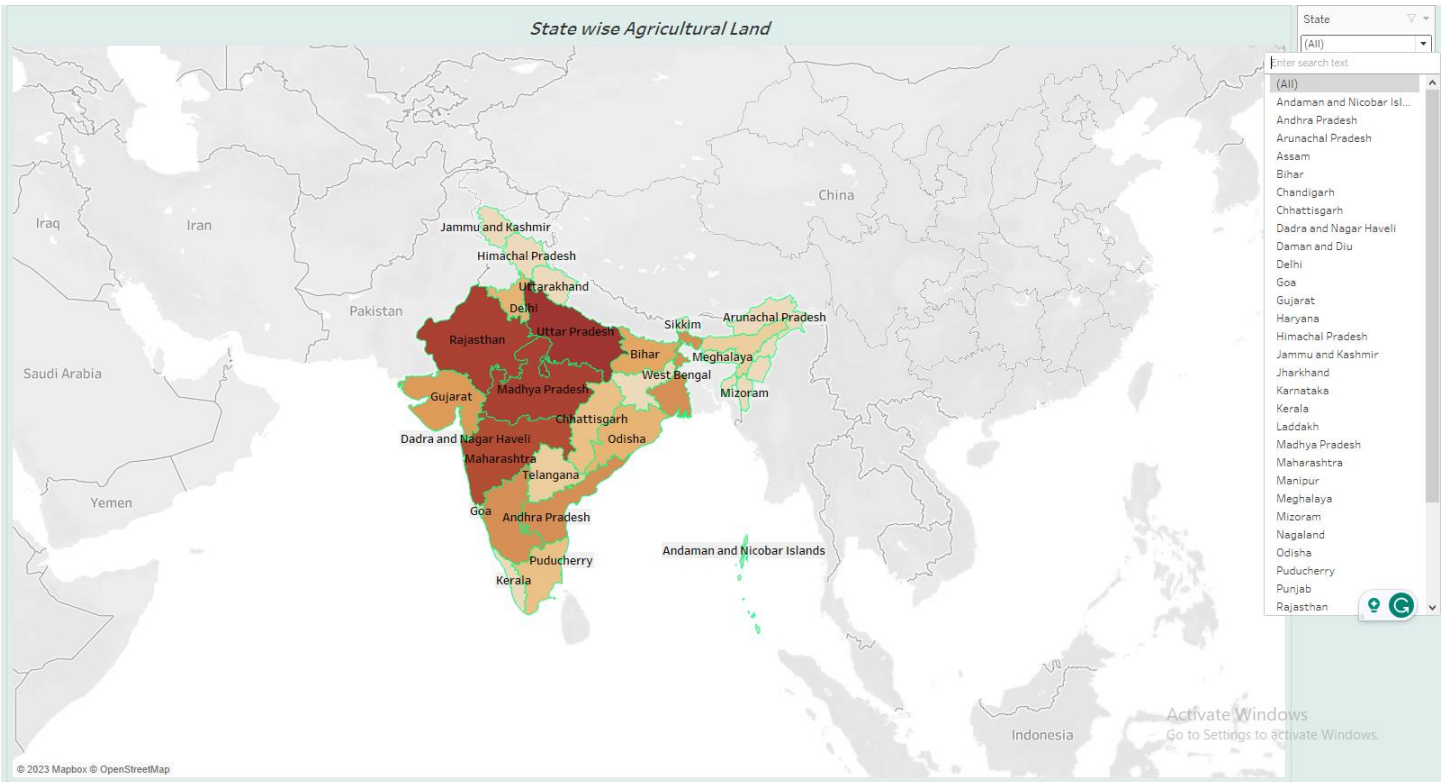 State wise Agricultural Land
State
(All)
Enter search text
(All)
Andaman and Nicobar Isl...
Andhra Pradesh
Arunachal Pradesh
Assam
Bihar
Chandigarh
Chhattisgarh
Dadra and Nagar Haveli
Daman and Diu
Delhi
Goa
Gujarat
Haryana
Himachal Pradesh
Jammu and Kashmir
Jharkhand
Karnataka
Kerala
Laddakh
Madhya Pradesh
Maharashtra
Manipur
Meghalaya
Mizoram
Nagaland
Odisha
Puducherry
Punjab
Rajasthan
China
Iraq
Iran
Jammu and Kashmir
Himachal Pradesh
Uttarakhand
Pakistan
Delhi
Arunachal Pradesh
Sikkim
Uttar Pradesh
Rajasthan
Bihar
Meghalaya
Saudi Arabia
West Bengal
Madhya Pradesh
Mizoram
Gujarat
Chhattisgarh
Dadra and Nagar Haveli
Odisha
Maharashtra
Telangana
Yemen
Goa
Andhra Pradesh
Andaman and Nicobar Islands
Puducherry
Kerala
Indonesia
Activate Windows
Go to Settings to activate Windows.
© 2023 Mapbox © OpenStreetMap